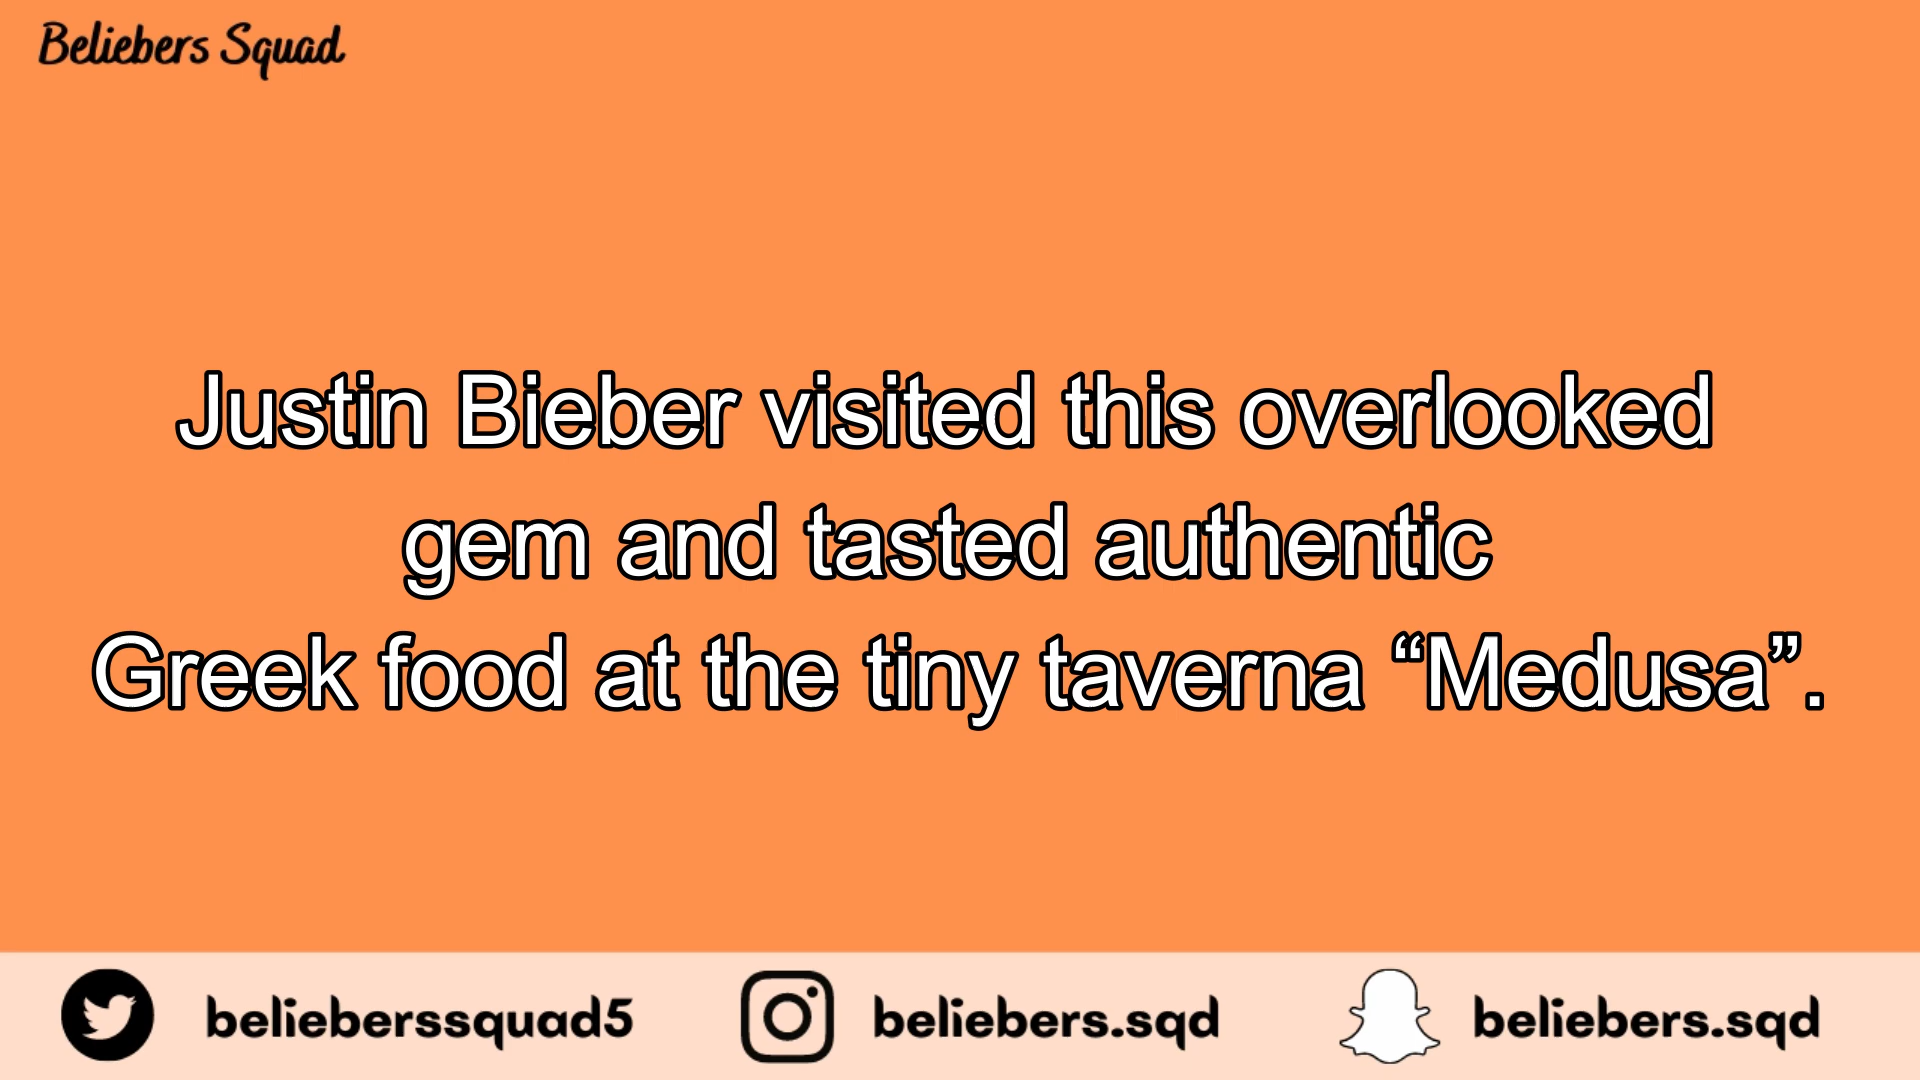 Beliebers Squad
Justin Bieber visited this overlooked
gem and tasted authentic
Greek food at the tiny taverna “Medusa”.
belieberssquad5
beliebers.sqd
beliebers.sqd